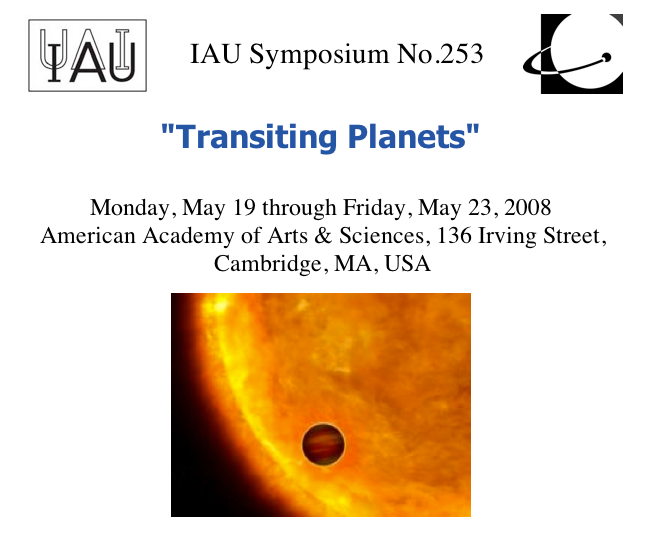 IAU
IAU Symposium No.253
"Transiting Planets"
Monday, May 19 through Friday, May 23, 2008
American Academy of Arts & Sciences, 136 Irving Street,
Cambridge, MA, USA